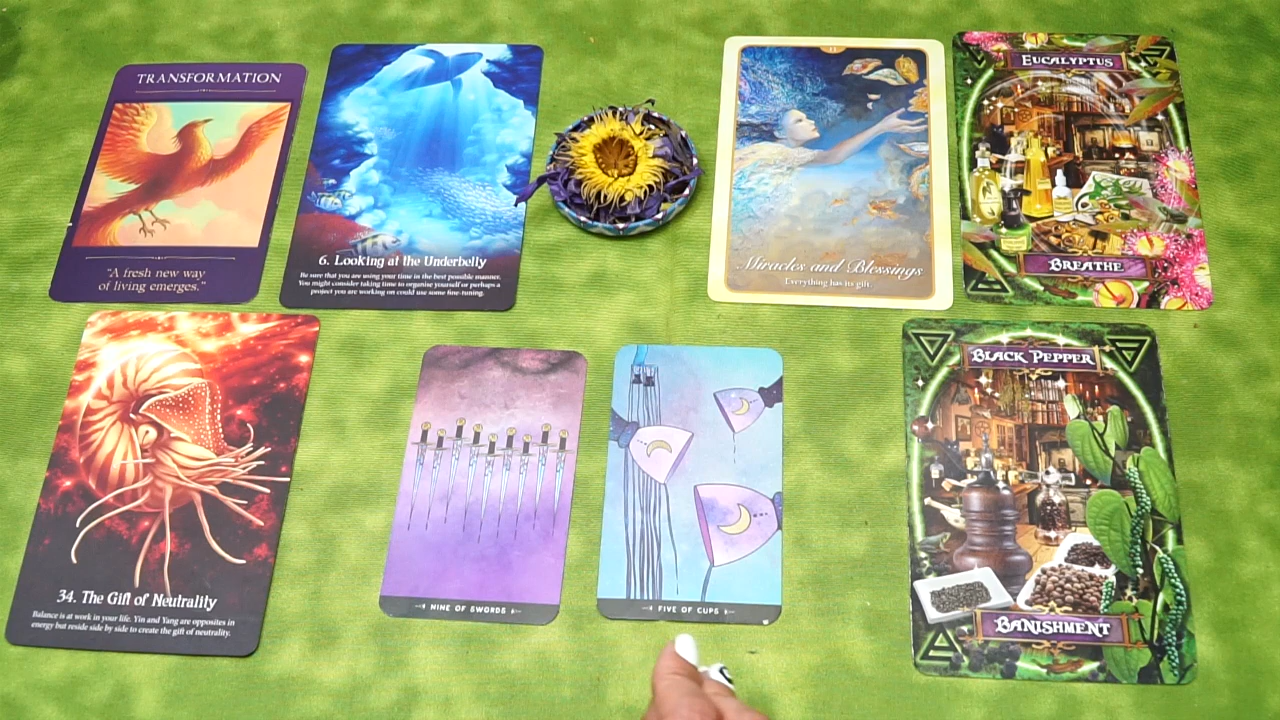 TRANSFORMATION
"A fresh new way
of living emerges."
6. Looking at the Underbelly
Be sure that you are using your time in the best possible manner.
You might consider taking time to organise yourself or perhaps a
project you are working on could use some fine-tuning.
II
Miracles and Blessings
Everything has its gift.
EUCALYPTUS
BREATHE
34. The Gift of Neutrality
Balance is at work in your life. Yin and Yang are opposites in
energy but reside side by side to create the gift of neutrality.
NINE OF SWORDS
FIVE OF CUPS
BLACK PEPPER
BANISHMENT